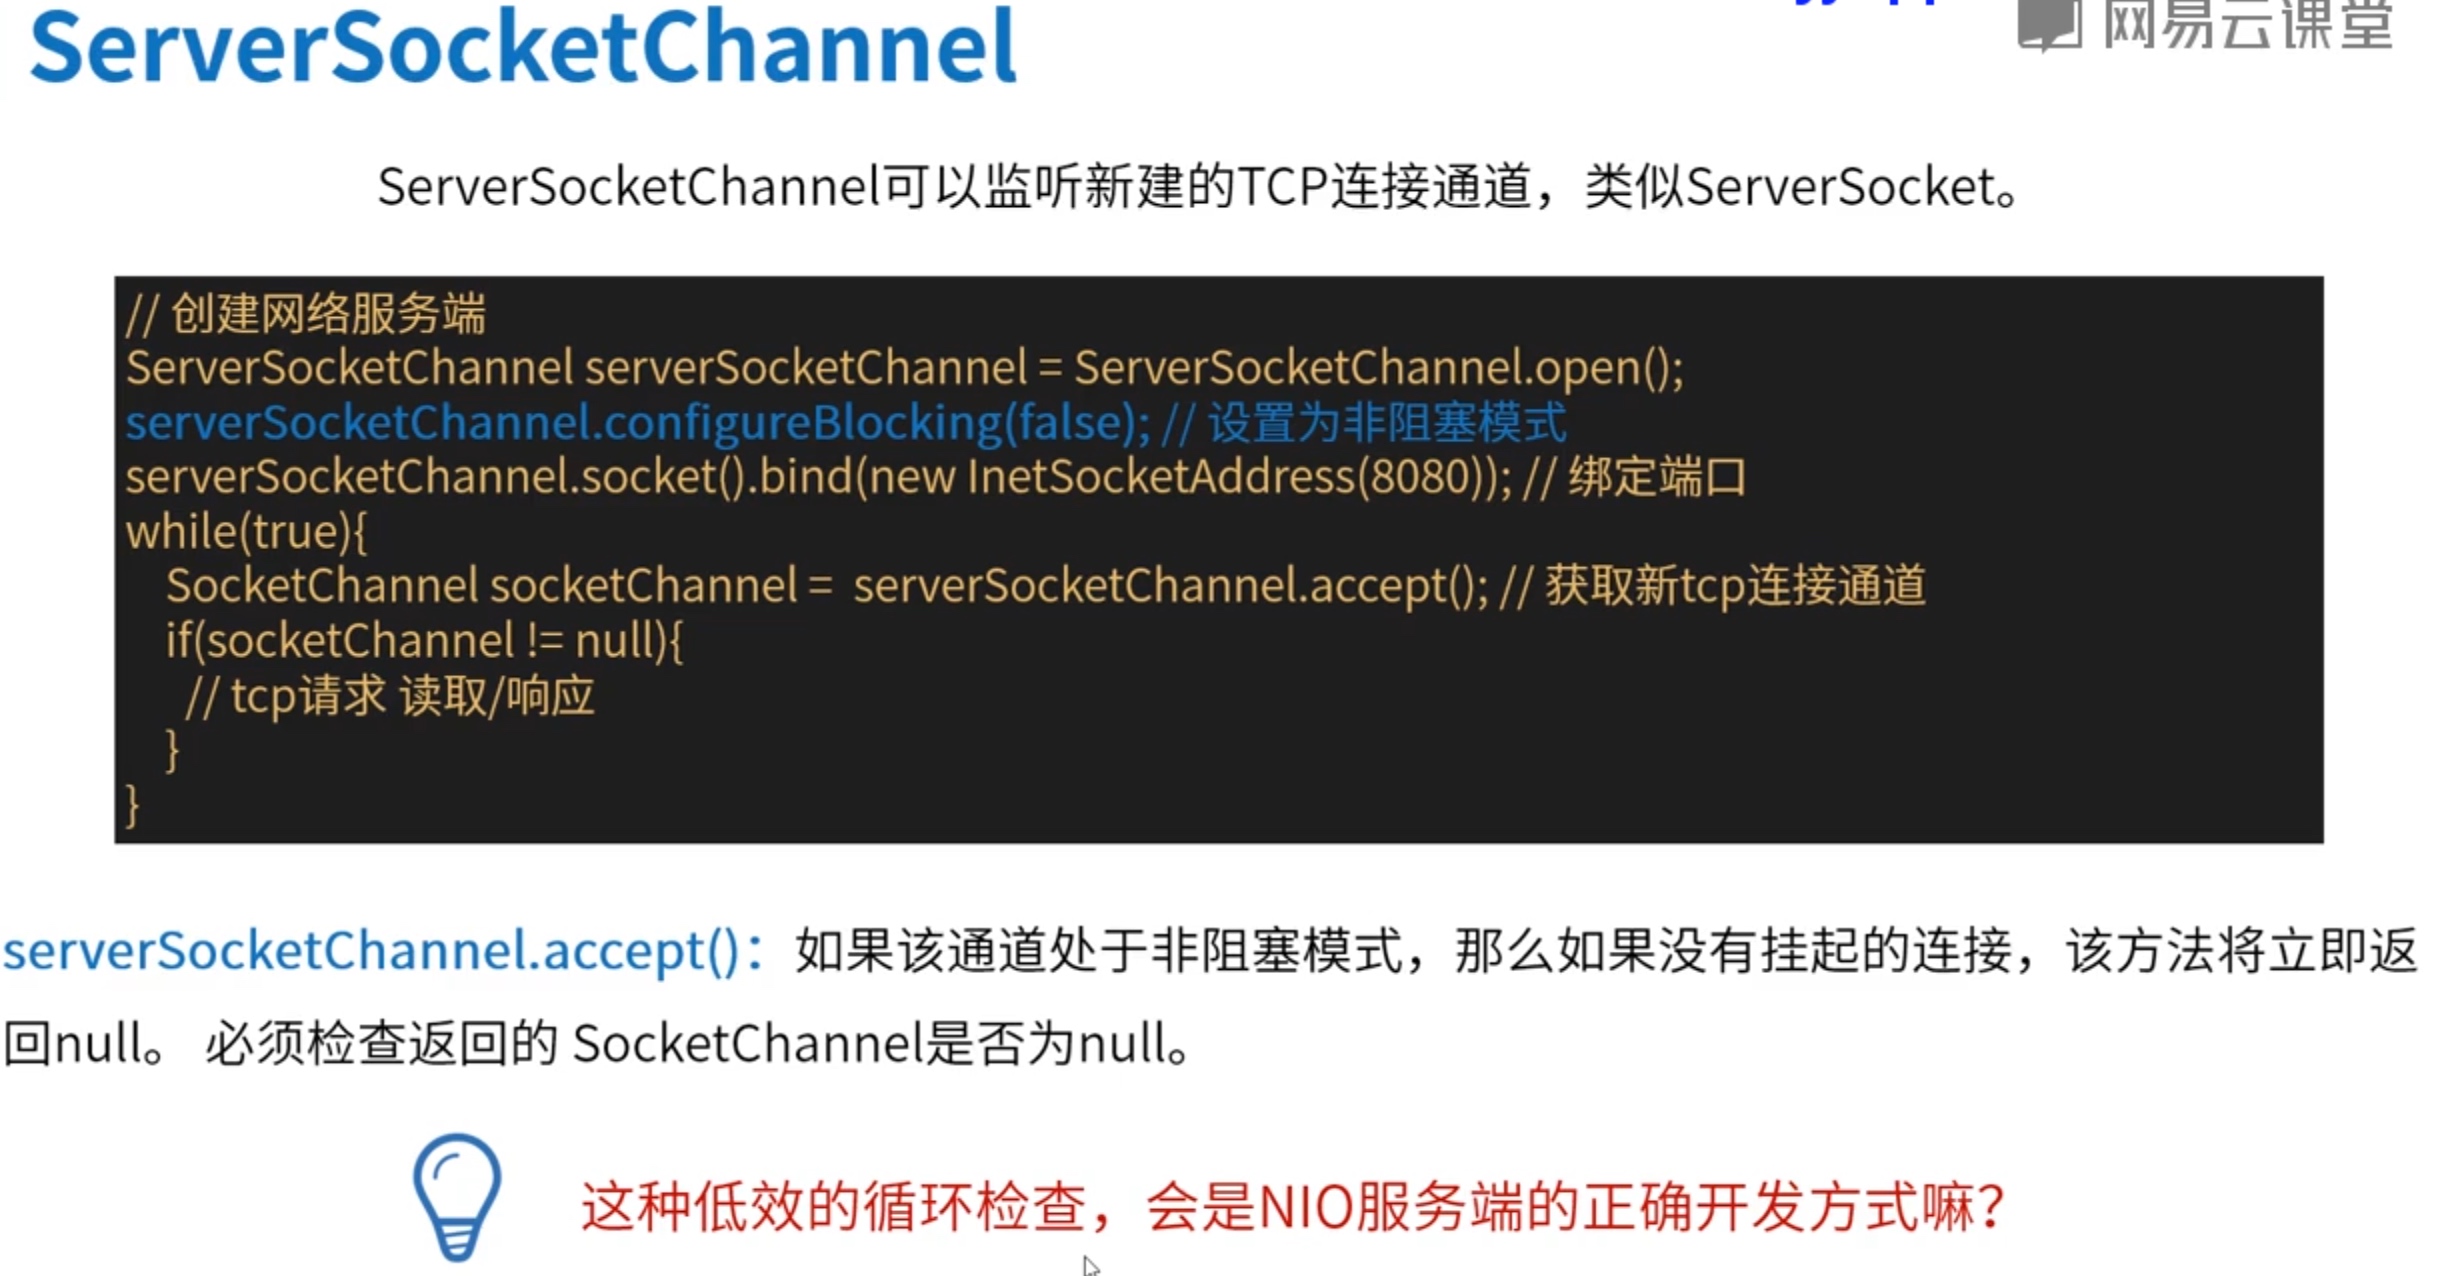 ServerSocketChannel
网易云课堂
ServerSocketChannel可以监听新建的TCP连接通道，类似ServerSocket。
// 创建网络服务端
ServerSocketChannel serverSocketChannel = ServerSocketChannel.open();
serverSocketChannel.configureBlocking(false); // 设置为非阻塞模式
serverSocketChannel.socket().bind(new InetSocketAddress(8080)); // 绑定端口
while(true){
SocketChannel socketChannel = serverSocketChannel.accept(); // 获取新tcp连接通道
if(socketChannel != null){
// tcp请求 读取/响应
}
}
serverSocketChannel.accept()：如果该通道处于非阻塞模式，那么如果没有挂起的连接，该方法将立即返
回null。 必须检查返回的 SocketChannel是否为null。
这种低效的循环检查，会是NIO服务端的正确开发方式嘛？